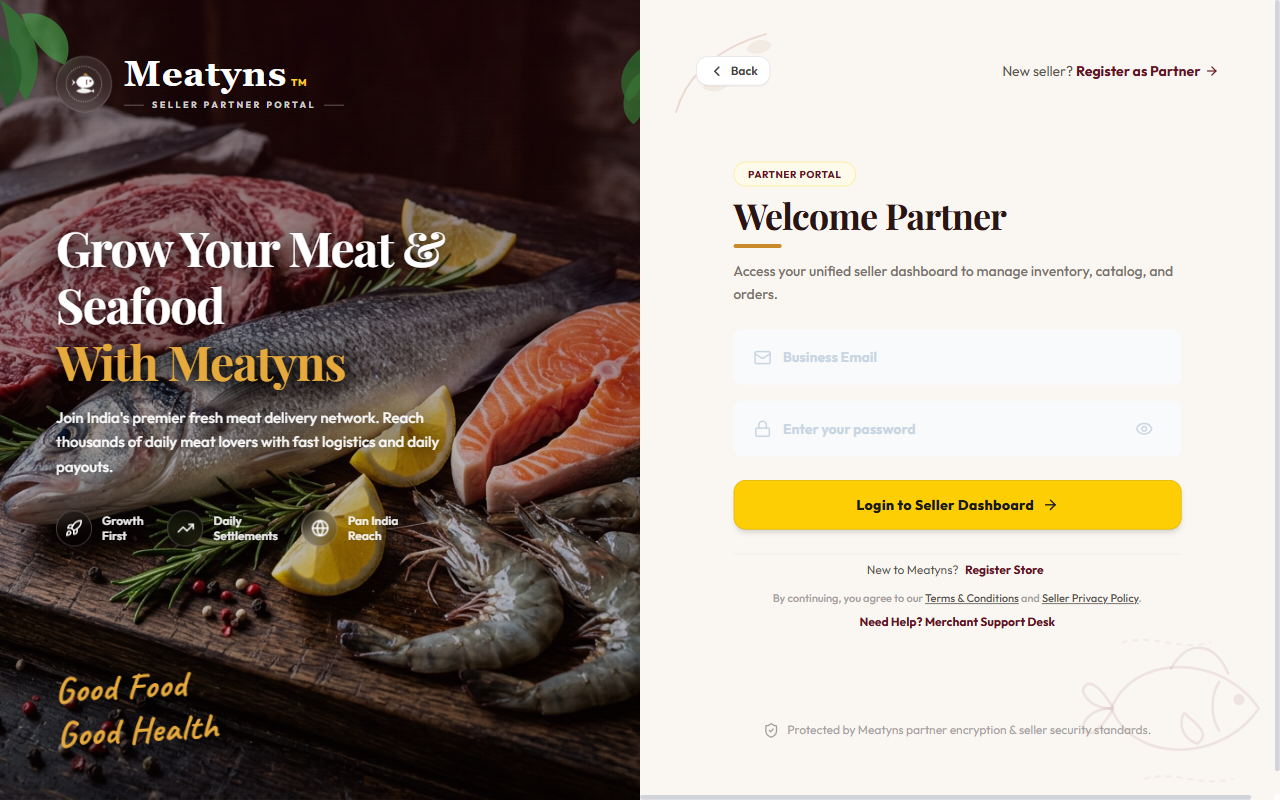 Meatyns TM
SELLER PARTNER PORTAL
Grow Your Meat &
Seafood
With Meatyns
Join India's premier fresh meat delivery network. Reach
thousands of daily meat lovers with fast logistics and daily
payouts.
Growth
First
Daily
Settlements
Pan India
Reach
Good Food
Good Health
Back
New seller? Register as Partner →
PARTNER PORTAL
Welcome Partner
Access your unified seller dashboard to manage inventory, catalog, and
orders.
Business Email
Enter your password
Login to Seller Dashboard →
New to Meatyns? Register Store
By continuing, you agree to our Terms & Conditions and Seller Privacy Policy.
Need Help? Merchant Support Desk
Protected by Meatyns partner encryption & seller security standards.